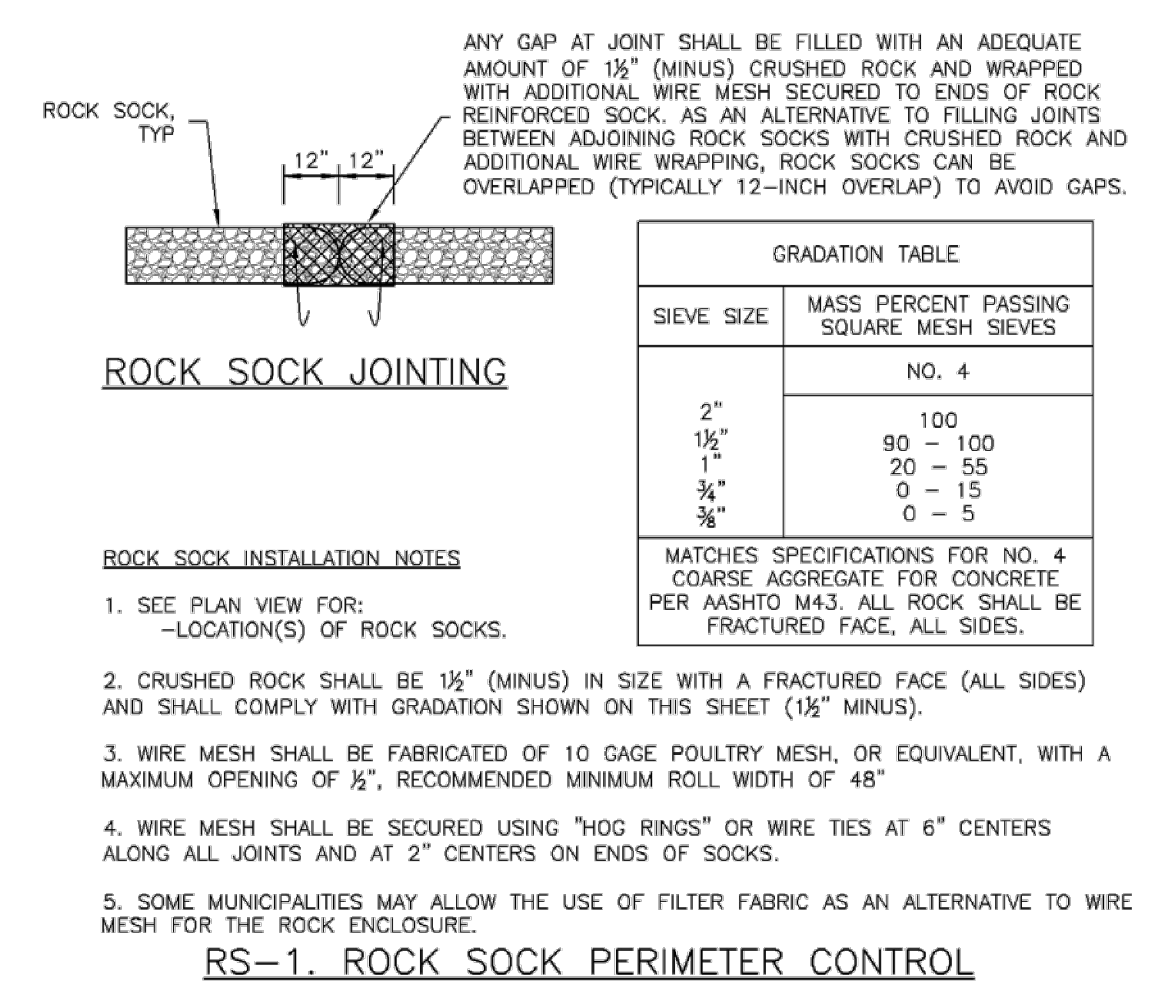 ANY GAP AT JOINT SHALL BE FILLED WITH AN ADEQUATE
AMOUNT OF 1½" (MINUS) CRUSHED ROCK AND WRAPPED
WITH ADDITIONAL WIRE MESH SECURED TO ENDS OF ROCK
REINFORCED SOCK. AS AN ALTERNATIVE TO FILLING JOINTS
BETWEEN ADJOINING ROCK SOCKS WITH CRUSHED ROCK AND
ADDITIONAL WIRE WRAPPING, ROCK SOCKS CAN BE
OVERLAPPED (TYPICALLY 12-INCH OVERLAP) TO AVOID GAPS.
ROCK SOCK,
TYP
12" 12"
ROCK SOCK JOINTING
GRADATION TABLE
SIEVE SIZE
MASS PERCENT PASSING
SQUARE MESH SIEVES
NO. 4
2" 100
1½" 90 - 100
1" 20 - 55
¾" 0 - 15
⅜" 0 - 5
MATCHES SPECIFICATIONS FOR NO. 4
COARSE AGGREGATE FOR CONCRETE
PER AASHTO M43. ALL ROCK SHALL BE
FRACTURED FACE, ALL SIDES.
ROCK SOCK INSTALLATION NOTES
1. SEE PLAN VIEW FOR:
-LOCATION(S) OF ROCK SOCKS.
2. CRUSHED ROCK SHALL BE 1½" (MINUS) IN SIZE WITH A FRACTURED FACE (ALL SIDES)
AND SHALL COMPLY WITH GRADATION SHOWN ON THIS SHEET (1½" MINUS).
3. WIRE MESH SHALL BE FABRICATED OF 10 GAGE POULTRY MESH, OR EQUIVALENT, WITH A
MAXIMUM OPENING OF ½", RECOMMENDED MINIMUM ROLL WIDTH OF 48"
4. WIRE MESH SHALL BE SECURED USING "HOG RINGS" OR WIRE TIES AT 6" CENTERS
ALONG ALL JOINTS AND AT 2" CENTERS ON ENDS OF SOCKS.
5. SOME MUNICIPALITIES MAY ALLOW THE USE OF FILTER FABRIC AS AN ALTERNATIVE TO WIRE
MESH FOR THE ROCK ENCLOSURE.
RS-1. ROCK SOCK PERIMETER CONTROL